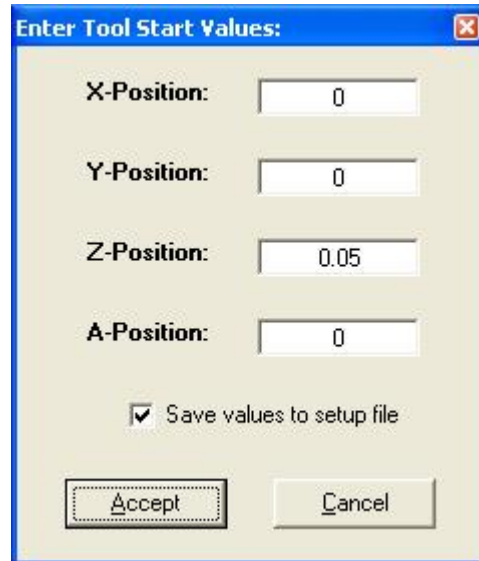 Enter Tool Start Values:
X-Position: 0
Y-Position: 0
Z-Position: 0.05
A-Position: 0
Save values to setup file
Accept Cancel